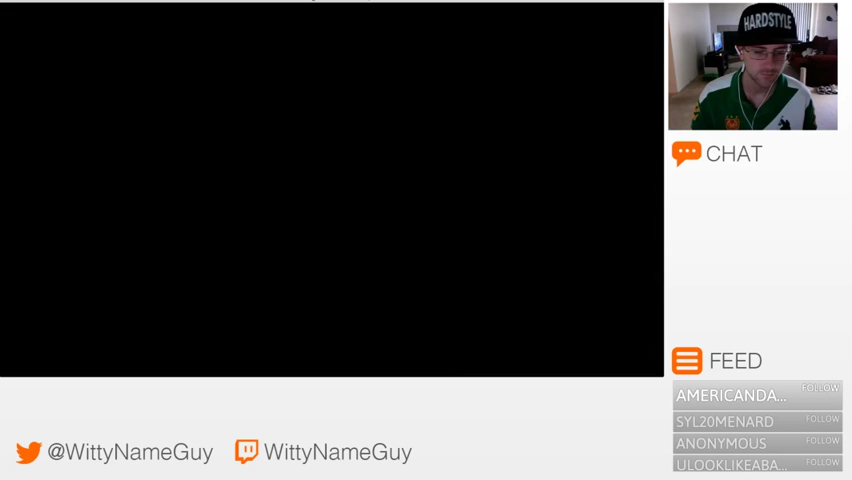 HARDSTYLE
CHAT
FEED
AMERICANDA... FOLLOW
SYL20MENARD FOLLOW
ANONYMOUS FOLLOW
ULOOKLIKEABA... FOLLOW
@WittyNameGuy WittyNameGuy